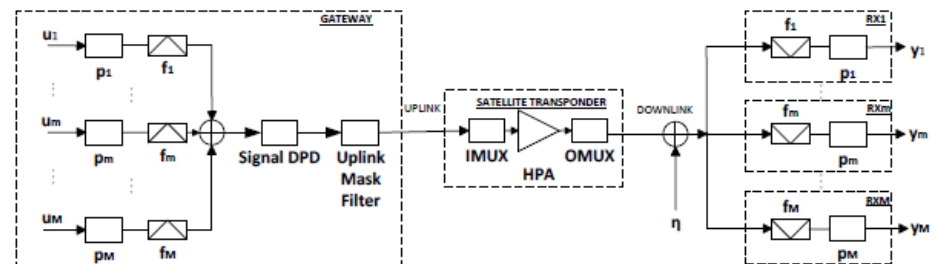 GATEWAY
u1
p1
f1
um
pm
fm
uM
pM
fM
Signal DPD
Uplink
Mask
Filter
UPLINK
SATELLITE TRANSPONDER
IMUX
HPA
OMUX
DOWNLINK
η
RX1
f1
p1
y1
RXm
fm
pm
ym
RXM
fM
pM
yM